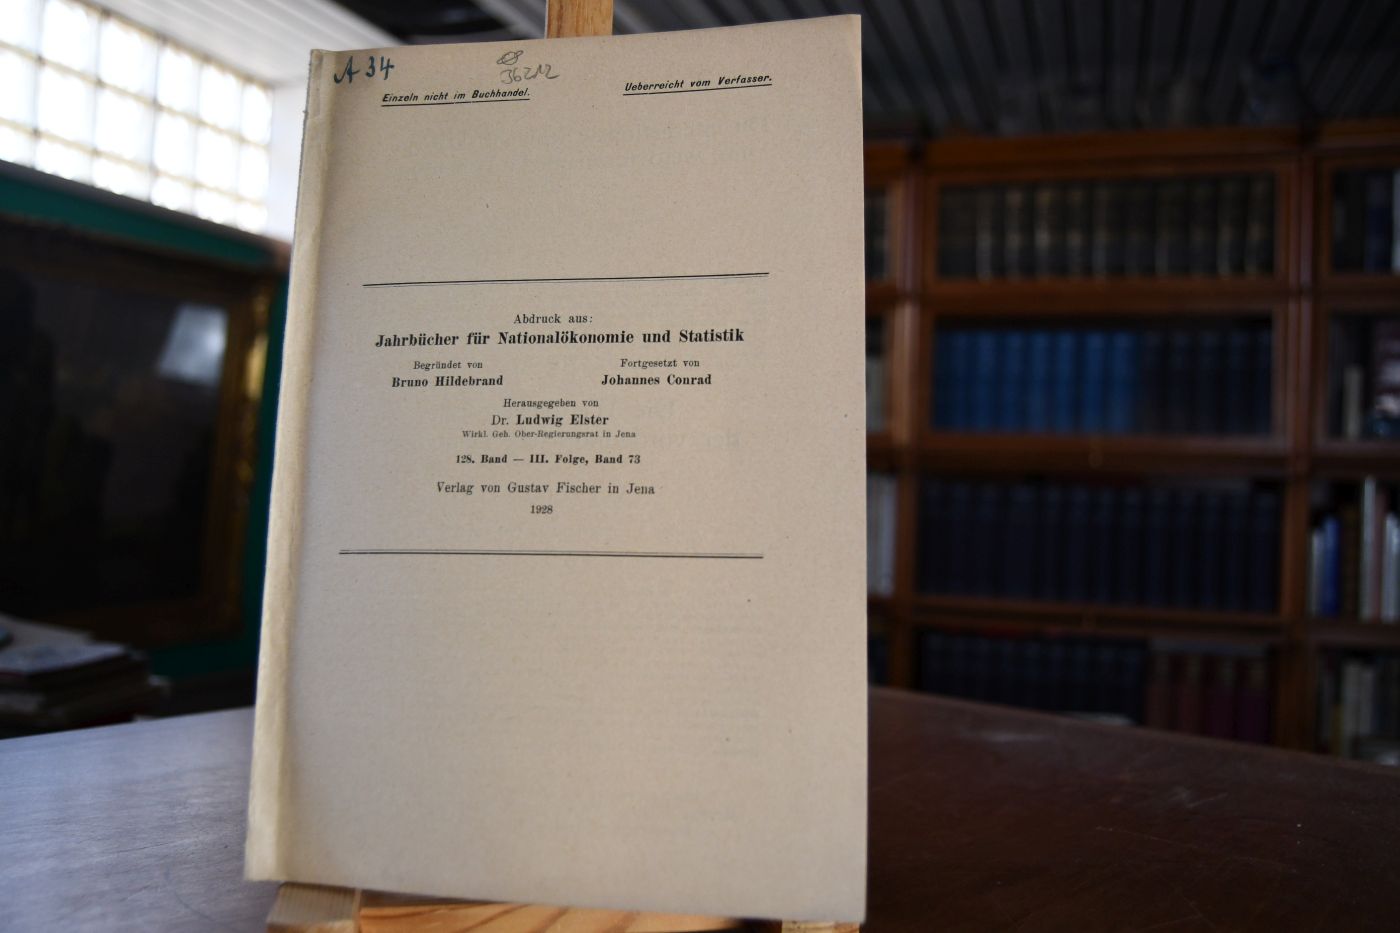 A 34
36212
Einzeln nicht im Buchhandel.
Ueberreicht vom Verfasser.
Abdruck aus:
Jahrbücher für Nationalökonomie und Statistik
Begründet von
Bruno Hildebrand
Fortgesetzt von
Johannes Conrad
Herausgegeben von
Dr. Ludwig Elster
Wirkl. Geh. Ober-Regierungsrat in Jena
128. Band — III. Folge, Band 73
Verlag von Gustav Fischer in Jena
1928